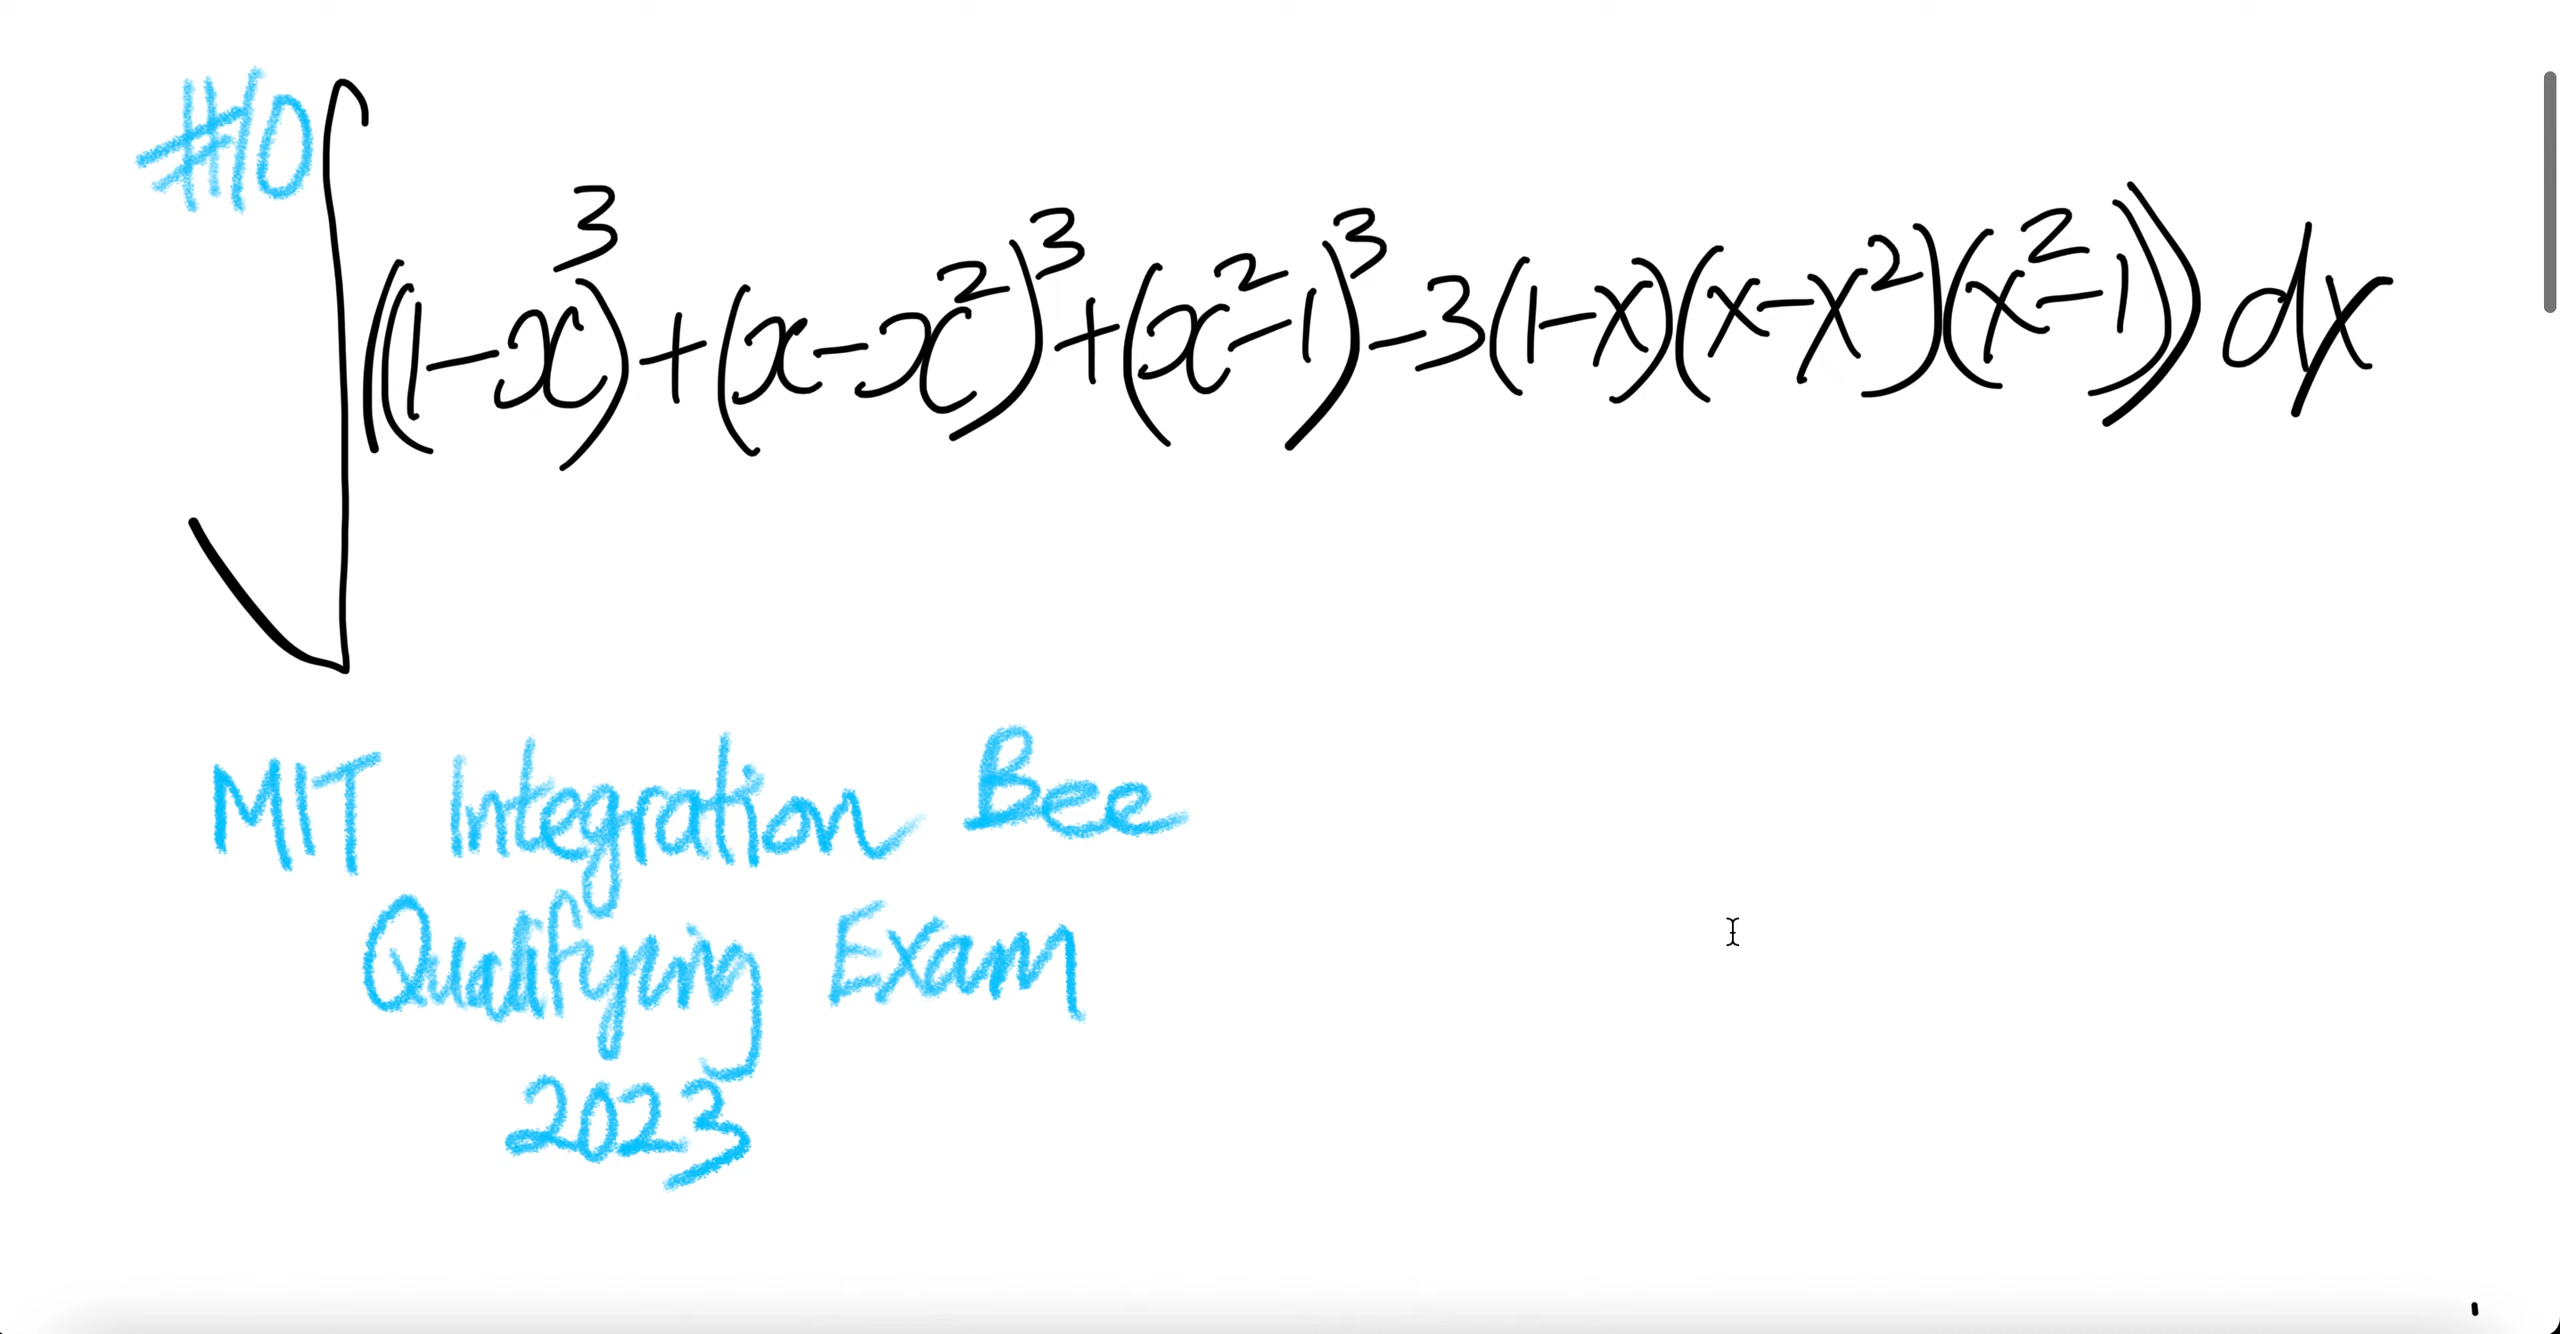 #10 ∫((1-x)³+(x-x²)³+(x²-1)³-3(1-x)(x-x²)(x²-1)) dx
MIT Integration Bee
Qualifying Exam
2023